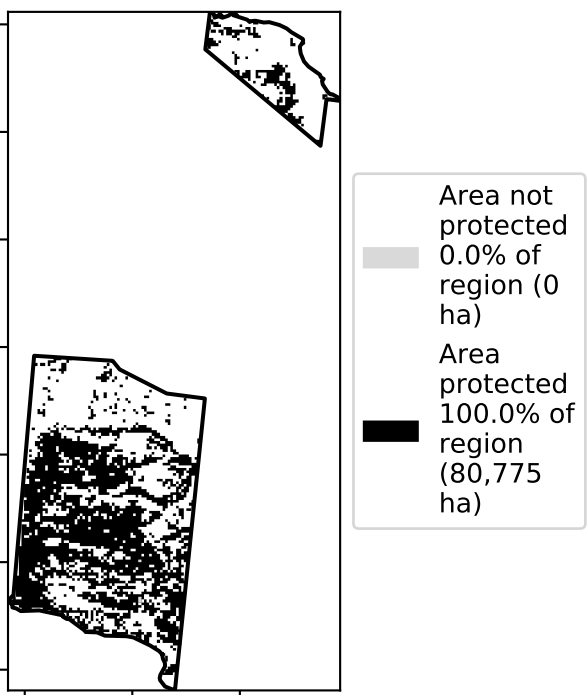 Area not
protected
0.0% of
region (0
ha)
Area
protected
100.0% of
region
(80,775
ha)